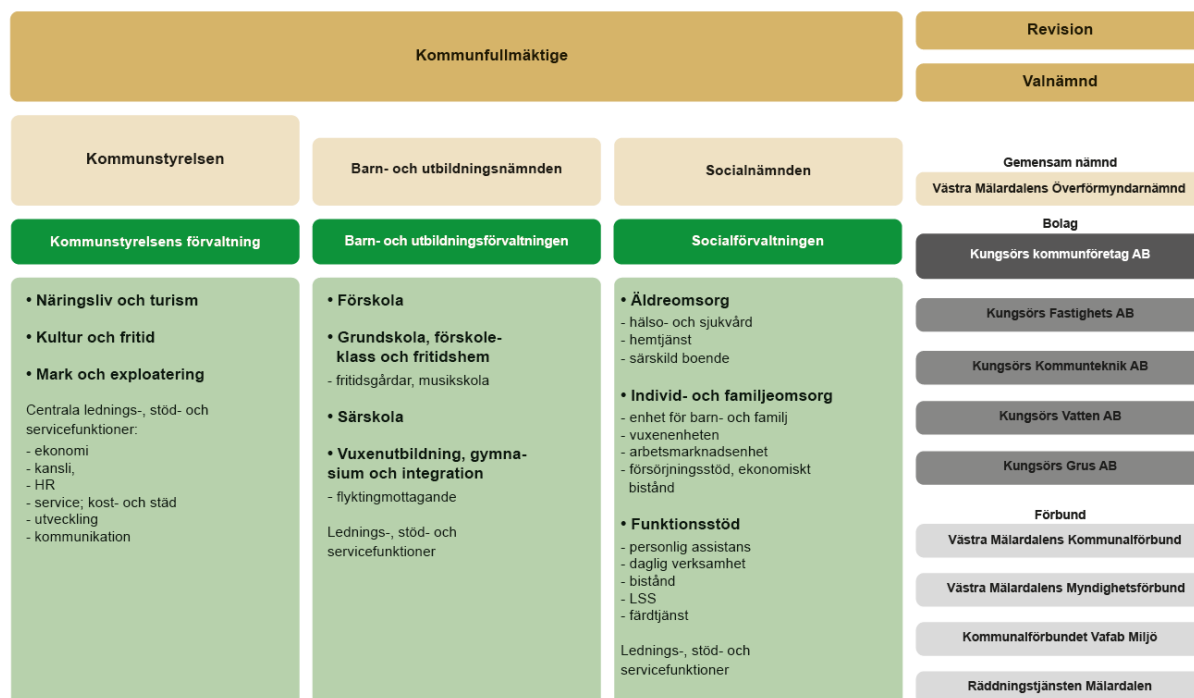 Kommunfullmäktige
Revision
Valnämnd
Kommunstyrelsen
Barn- och utbildningsnämnden
Socialnämnden
Gemensam nämnd
Västra Mälardalens Överförmyndarnämnd
Kommunstyrelsens förvaltning
• Näringsliv och turism
• Kultur och fritid
• Mark och exploatering
Centrala lednings-, stöd- och
servicefunktioner:
- ekonomi
- kansli,
- HR
- service; kost- och städ
- utveckling
- kommunikation
Barn- och utbildningsförvaltningen
• Förskola
• Grundskola, förskole-
klass och fritidshem
- fritidsgårdar, musikskola
• Särskola
• Vuxenutbildning, gymna-
sium och integration
- flyktingmottagande
Lednings-, stöd- och
servicefunktioner
Socialförvaltningen
• Äldreomsorg
- hälso- och sjukvård
- hemtjänst
- särskild boende
• Individ- och familjeomsorg
- enhet för barn- och familj
- vuxenenheten
- arbetsmarknadsenhet
- försörjningsstöd, ekonomiskt
bistånd
• Funktionsstöd
- personlig assistans
- daglig verksamhet
- bistånd
- LSS
- färdtjänst
Lednings-, stöd- och
servicefunktioner
Bolag
Kungsörs kommunföretag AB
Kungsörs Fastighets AB
Kungsörs Kommunteknik AB
Kungsörs Vatten AB
Kungsörs Grus AB
Förbund
Västra Mälardalens Kommunalförbund
Västra Mälardalens Myndighetsförbund
Kommunalförbundet Vafab Miljö
Räddningstjänsten Mälardalen